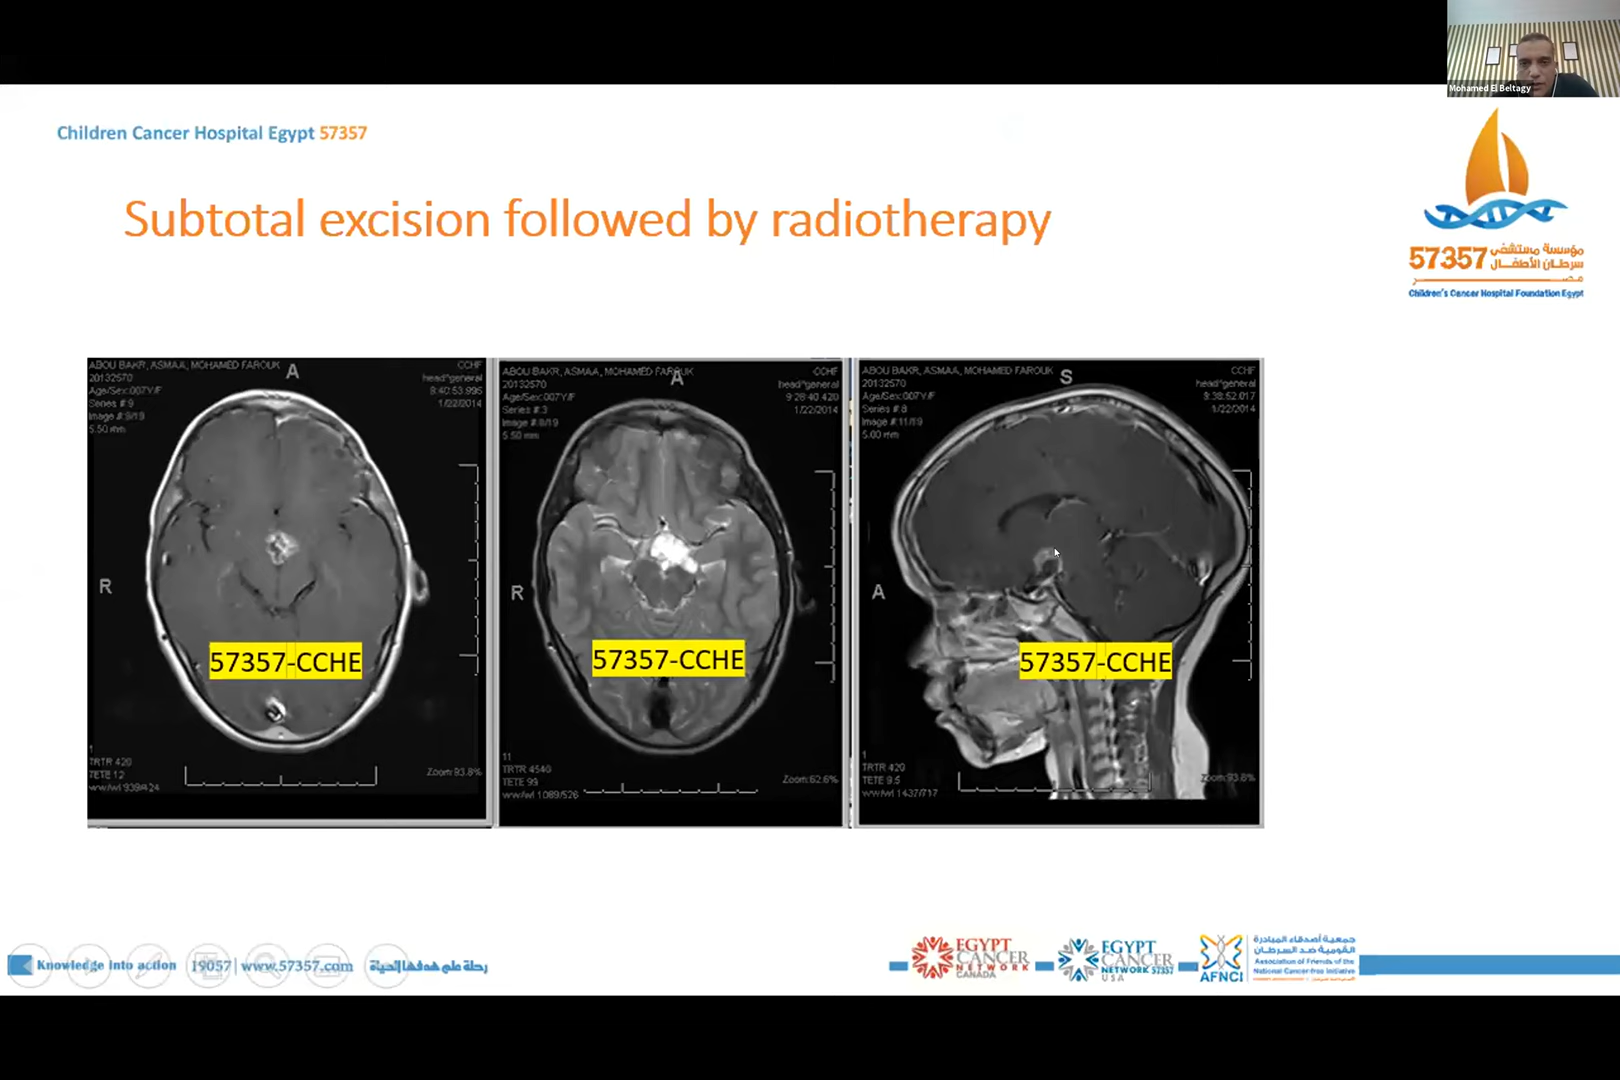 Mohamed El Beltagy
Children Cancer Hospital Egypt 57357
Subtotal excision followed by radiotherapy
57357 مؤسسة مستشفى
سرطان الأطفال
مصر
Children's Cancer Hospital Foundation Egypt
ABOU BAKR, ASMAA, MOHAMED FAROUK
20132570
Age/Sex:007Y/F
Series #:9
Image #:9/19
5.50 mm
A
CCHF
head^general
1/22/2014
R
57357-CCHE
1
TRTR 420
TETE 12
ww/wl 939/424
Zoom:93.8%
ABOU BAKR, ASMAA, MOHAMED FAROUK
20132570
Age/Sex:007Y/F
Series #:3
Image #:8/19
5.50 mm
A
CCHF
head^general
9:28:40.420
1/22/2014
R
57357-CCHE
11
TRTR 4540
TETE 99
ww/wl 1089/526
Zoom:62.6%
ABOU BAKR, ASMAA, MOHAMED FAROUK
20132570
Age/Sex:007Y/F
Series #:8
Image #:11/19
5.00 mm
S
CCHF
head^general
9:38:52.017
1/22/2014
A
57357-CCHE
1
TRTR 420
TETE 9.5
ww/wl 1437/717
Zoom:93.8%
Knowledge into action 19057 | www.57357.com رحلة علم هدفها الحياة
EGYPT CANCER NETWORK CANADA
EGYPT CANCER NETWORK 57357 USA
AFNCI
جمعية أصدقاء المبادرة
القومية ضد السرطان
Association of Friends of the
National Cancer-free Initiative